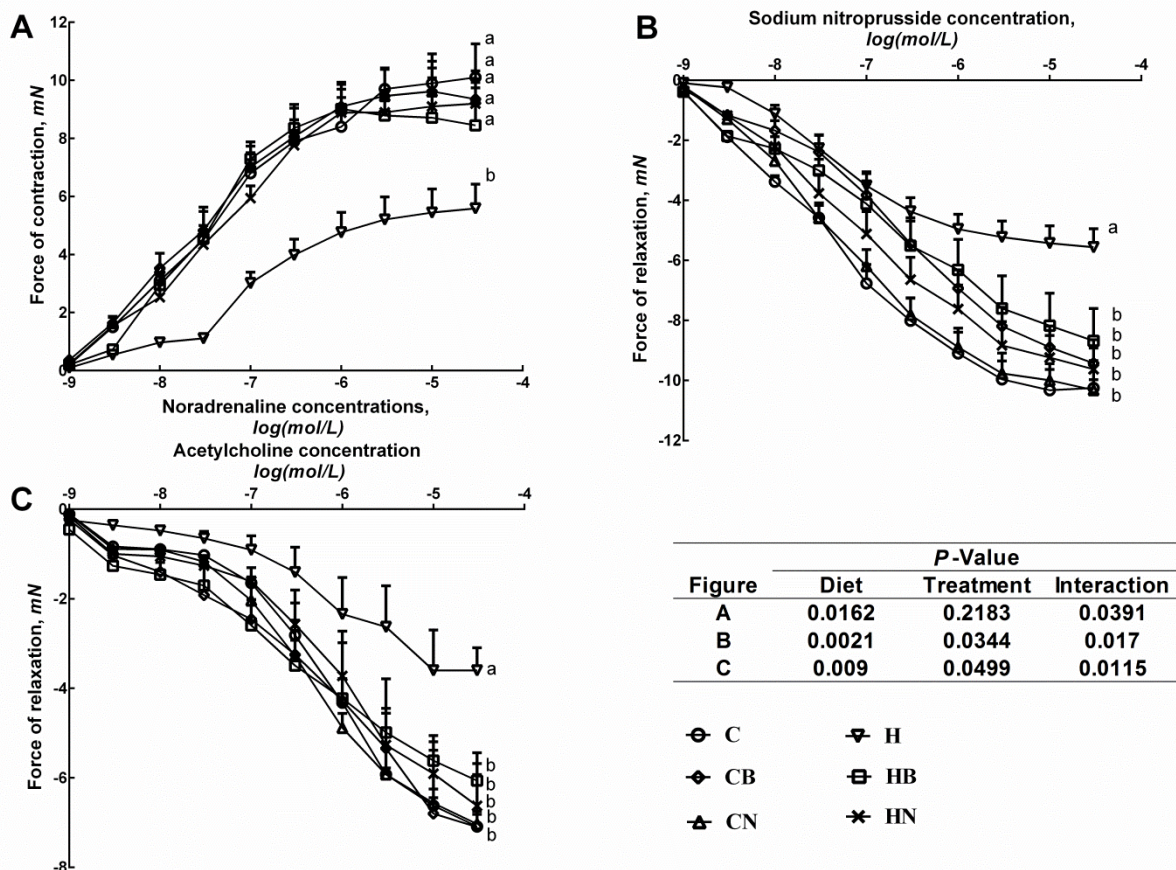 A
Force of contraction, mN
12
10
8
6
4
2
0
a
a
a
a
a
b
-9 -8 -7 -6 -5 -4
Noradrenaline concentrations,
log(mol/L)
B
Sodium nitroprusside concentration,
log(mol/L)
-9 -8 -7 -6 -5 -4
0
-2
-4
-6
-8
-10
-12
Force of relaxation, mN
a
b
b
b
b
b
C
Acetylcholine concentration
log(mol/L)
-9 -8 -7 -6 -5 -4
0
-2
-4
-6
-8
Force of relaxation, mN
a
b
b
b
b
b
P-Value
Figure Diet Treatment Interaction
A 0.0162 0.2183 0.0391
B 0.0021 0.0344 0.017
C 0.009 0.0499 0.0115
C H
CB HB
CN HN